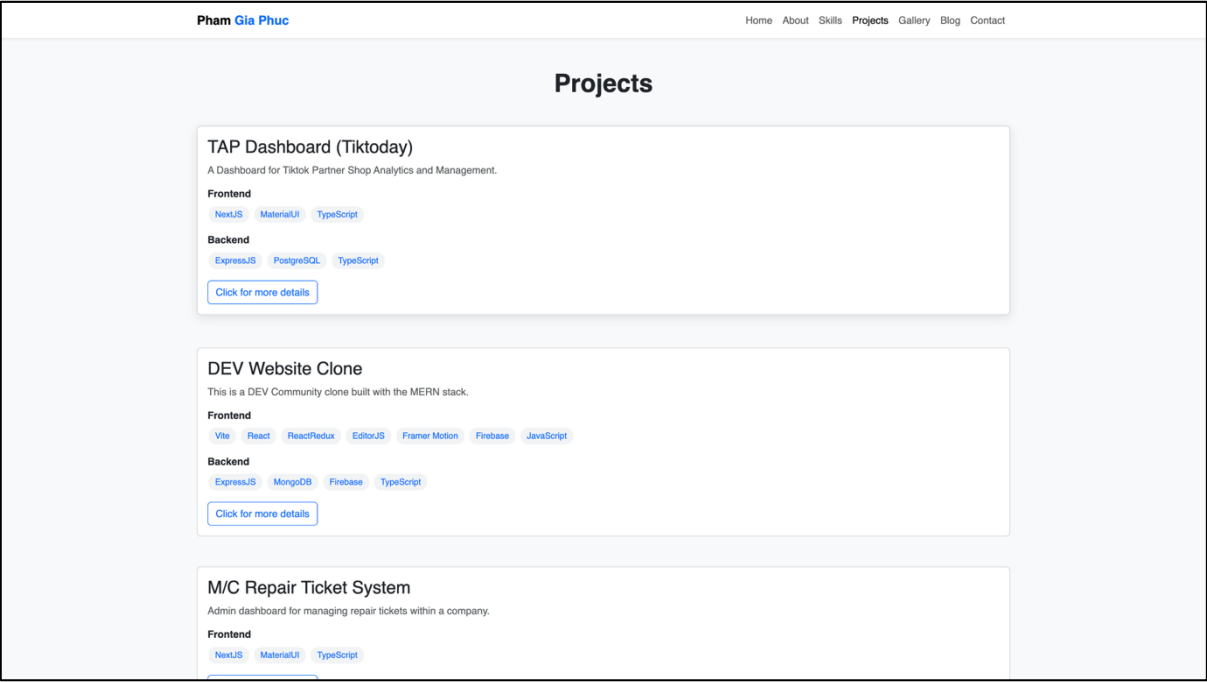 Pham Gia Phuc Home About Skills Projects Gallery Blog Contact
Projects
TAP Dashboard (Tiktoday)
A Dashboard for Tiktok Partner Shop Analytics and Management.
Frontend
NextJS MaterialUI TypeScript
Backend
ExpressJS PostgreSQL TypeScript
Click for more details
DEV Website Clone
This is a DEV Community clone built with the MERN stack.
Frontend
Vite React ReactRedux EditorJS Framer Motion Firebase JavaScript
Backend
ExpressJS MongoDB Firebase TypeScript
Click for more details
M/C Repair Ticket System
Admin dashboard for managing repair tickets within a company.
Frontend
NextJS MaterialUI TypeScript